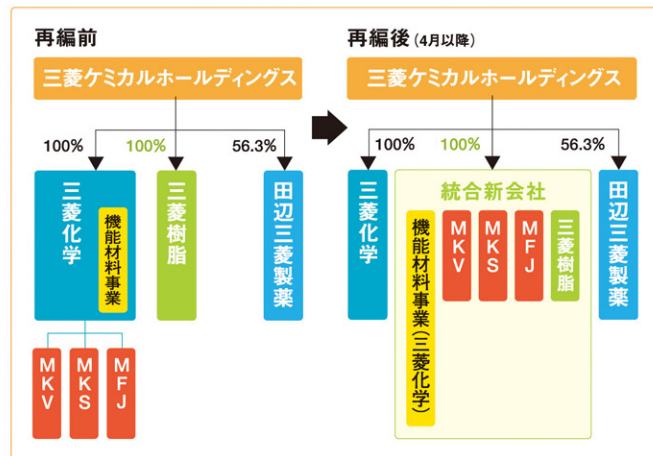 再編前
三菱ケミカルホールディングス
100%
100%
56.3%
三菱化学
機能材料事業
三菱樹脂
田辺三菱製薬
MKV
MKS
MFJ
再編後(4月以降)
三菱ケミカルホールディングス
100%
100%
56.3%
三菱化学
統合新会社
機能材料事業(三菱化学)
MKV
MKS
MFJ
三菱樹脂
田辺三菱製薬